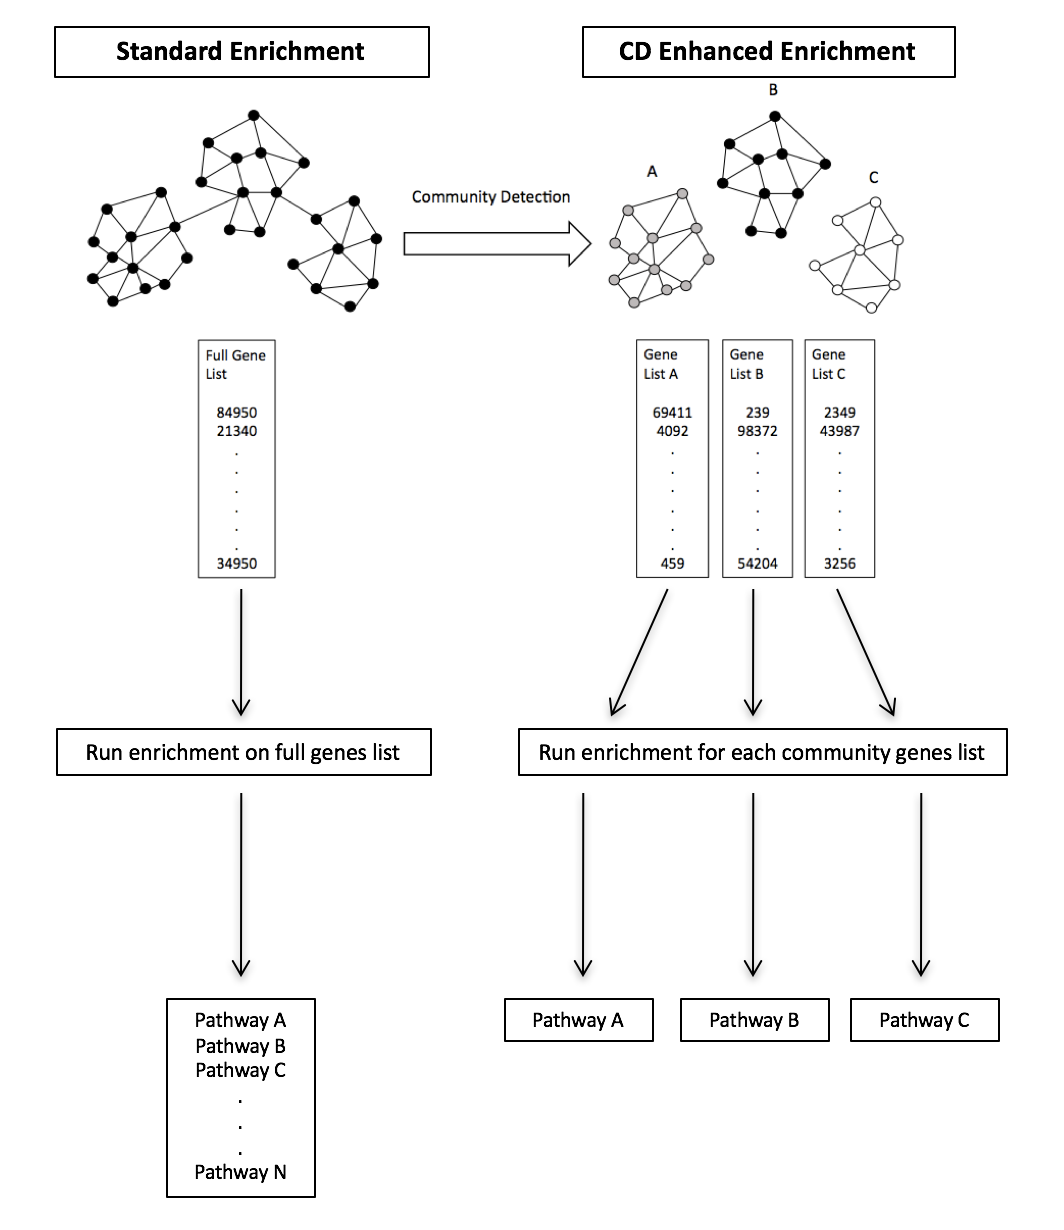 Standard Enrichment
CD Enhanced Enrichment
B
A
C
Community Detection
Full Gene
List
84950
21340
.
.
.
.
.
.
34950
Gene
List A
69411
4092
.
.
.
.
.
.
459
Gene
List B
239
98372
.
.
.
.
.
.
54204
Gene
List C
2349
43987
.
.
.
.
.
.
3256
Run enrichment on full genes list
Run enrichment for each community genes list
Pathway A
Pathway B
Pathway C
.
.
.
Pathway N
Pathway A
Pathway B
Pathway C